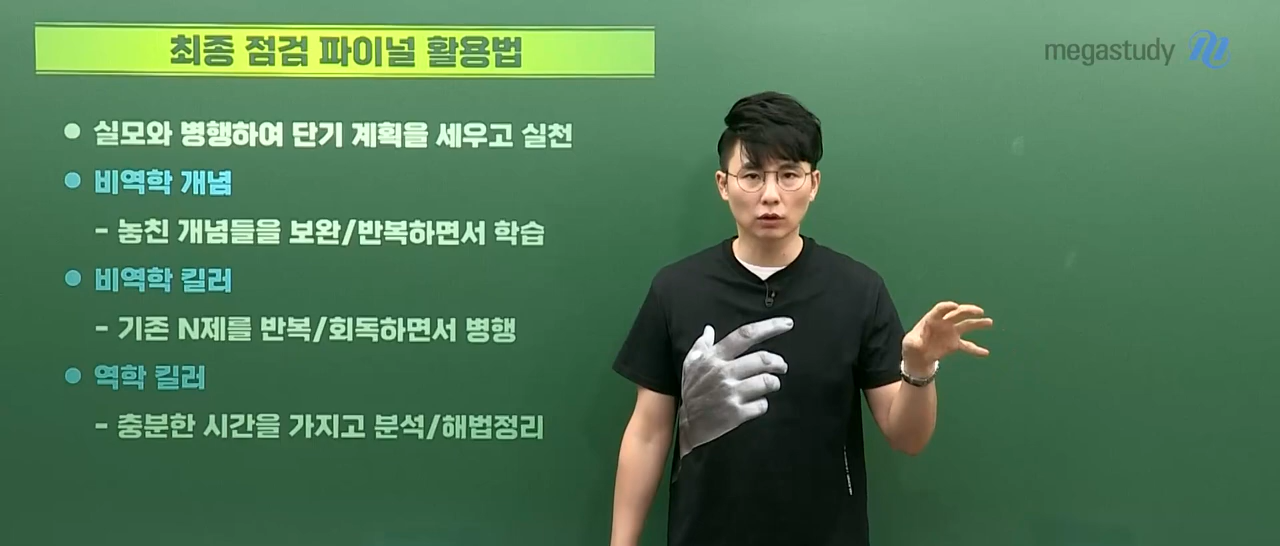 최종 점검 파이널 활용법
megastudy
● 실모와 병행하여 단기 계획을 세우고 실천
● 비역학 개념
- 놓친 개념들을 보완/반복하면서 학습
● 비역학 킬러
- 기존 N제를 반복/회독하면서 병행
● 역학 킬러
- 충분한 시간을 가지고 분석/해법정리